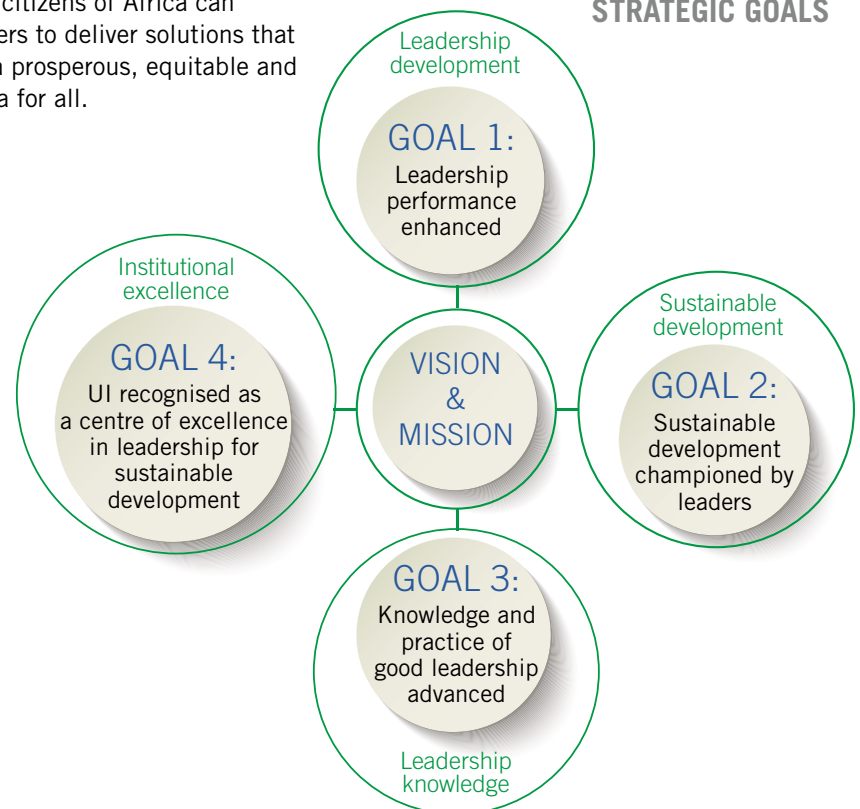 citizens of Africa can
ers to deliver solutions that
prosperous, equitable and
a for all.
STRATEGIC GOALS
Leadership
development
GOAL 1:
Leadership
performance
enhanced
Institutional
excellence
GOAL 4:
UI recognised as
a centre of excellence
in leadership for
sustainable
development
VISION
&
MISSION
Sustainable
development
GOAL 2:
Sustainable
development
championed by
leaders
GOAL 3:
Knowledge and
practice of
good leadership
advanced
Leadership
knowledge